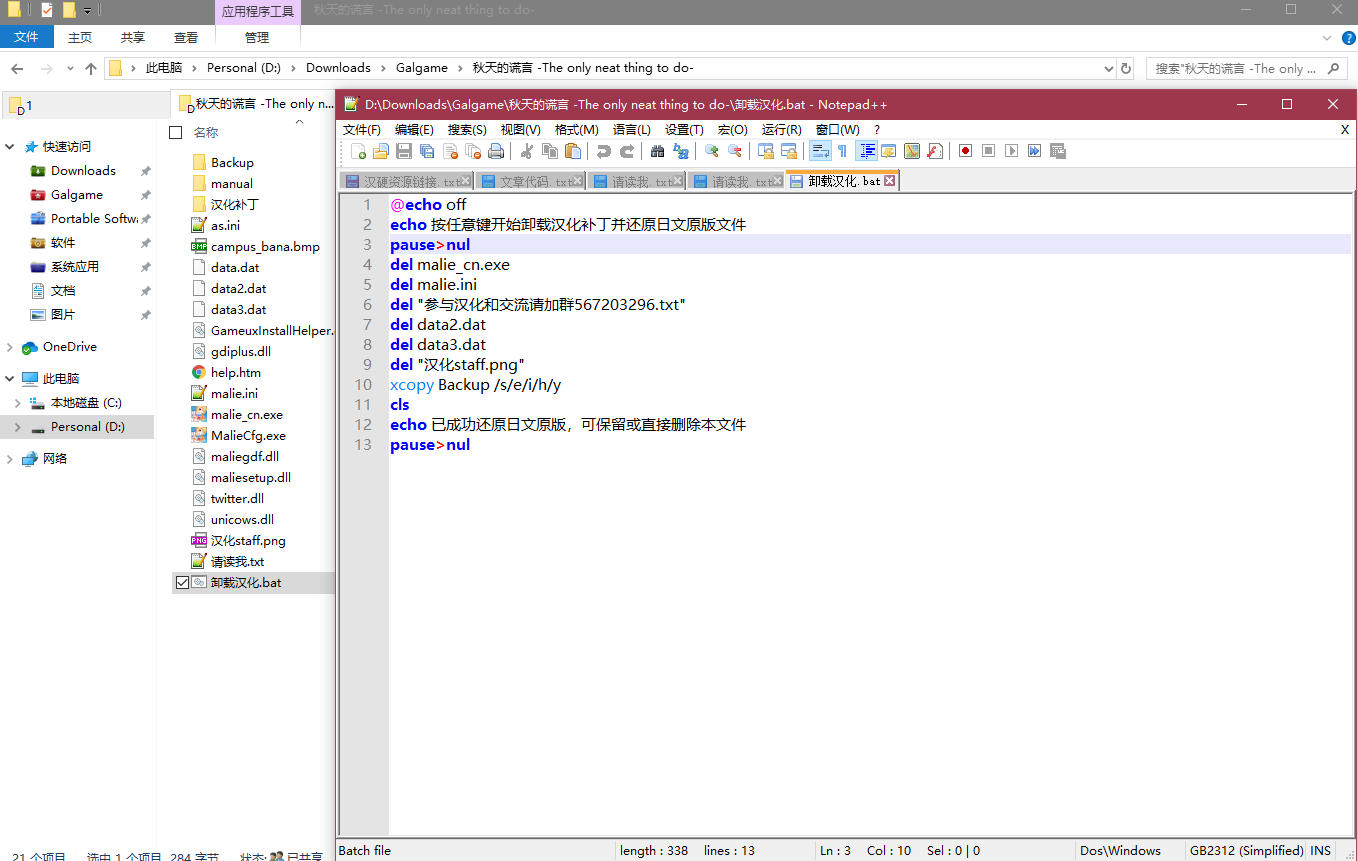 应用程序工具
秋天的谎言 -The only neat thing to do-
文件 主页 共享 查看 管理
此电脑 › Personal (D:) › Downloads › Galgame › 秋天的谎言 -The only neat thing to do-
搜索"秋天的谎言 -The only ...
1
秋天的谎言 -The only n...
名称
快速访问
Downloads
Galgame
Portable Softwa
软件
系统应用
文档
图片
OneDrive
此电脑
本地磁盘 (C:)
Personal (D:)
网络
Backup
manual
汉化补丁
as.ini
campus_bana.bmp
data.dat
data2.dat
data3.dat
GameuxInstallHelper.
gdiplus.dll
help.htm
malie.ini
malie_cn.exe
MalieCfg.exe
maliegdf.dll
maliesetup.dll
twitter.dll
unicows.dll
汉化staff.png
请读我.txt
卸载汉化.bat
D:\Downloads\Galgame\秋天的谎言 -The only neat thing to do-\卸载汉化.bat - Notepad++
文件(F) 编辑(E) 搜索(S) 视图(V) 格式(M) 语言(L) 设置(T) 宏(O) 运行(R) 窗口(W) ? X
汉硬资源链接.txt 文章代码.txt 请读我.txt 请读我.txt 卸载汉化.bat
1 @echo off
2 echo 按任意键开始卸载汉化补丁并还原日文原版文件
3 pause>nul
4 del malie_cn.exe
5 del malie.ini
6 del "参与汉化和交流请加群567203296.txt"
7 del data2.dat
8 del data3.dat
9 del "汉化staff.png"
10 xcopy Backup /s/e/i/h/y
11 cls
12 echo 已成功还原日文原版，可保留或直接删除本文件
13 pause>nul
Batch file length : 338 lines : 13 Ln : 3 Col : 10 Sel : 0 | 0 Dos\Windows GB2312 (Simplified) INS
21 个项目 选中 1 个项目 284 字节 状态: 已共享